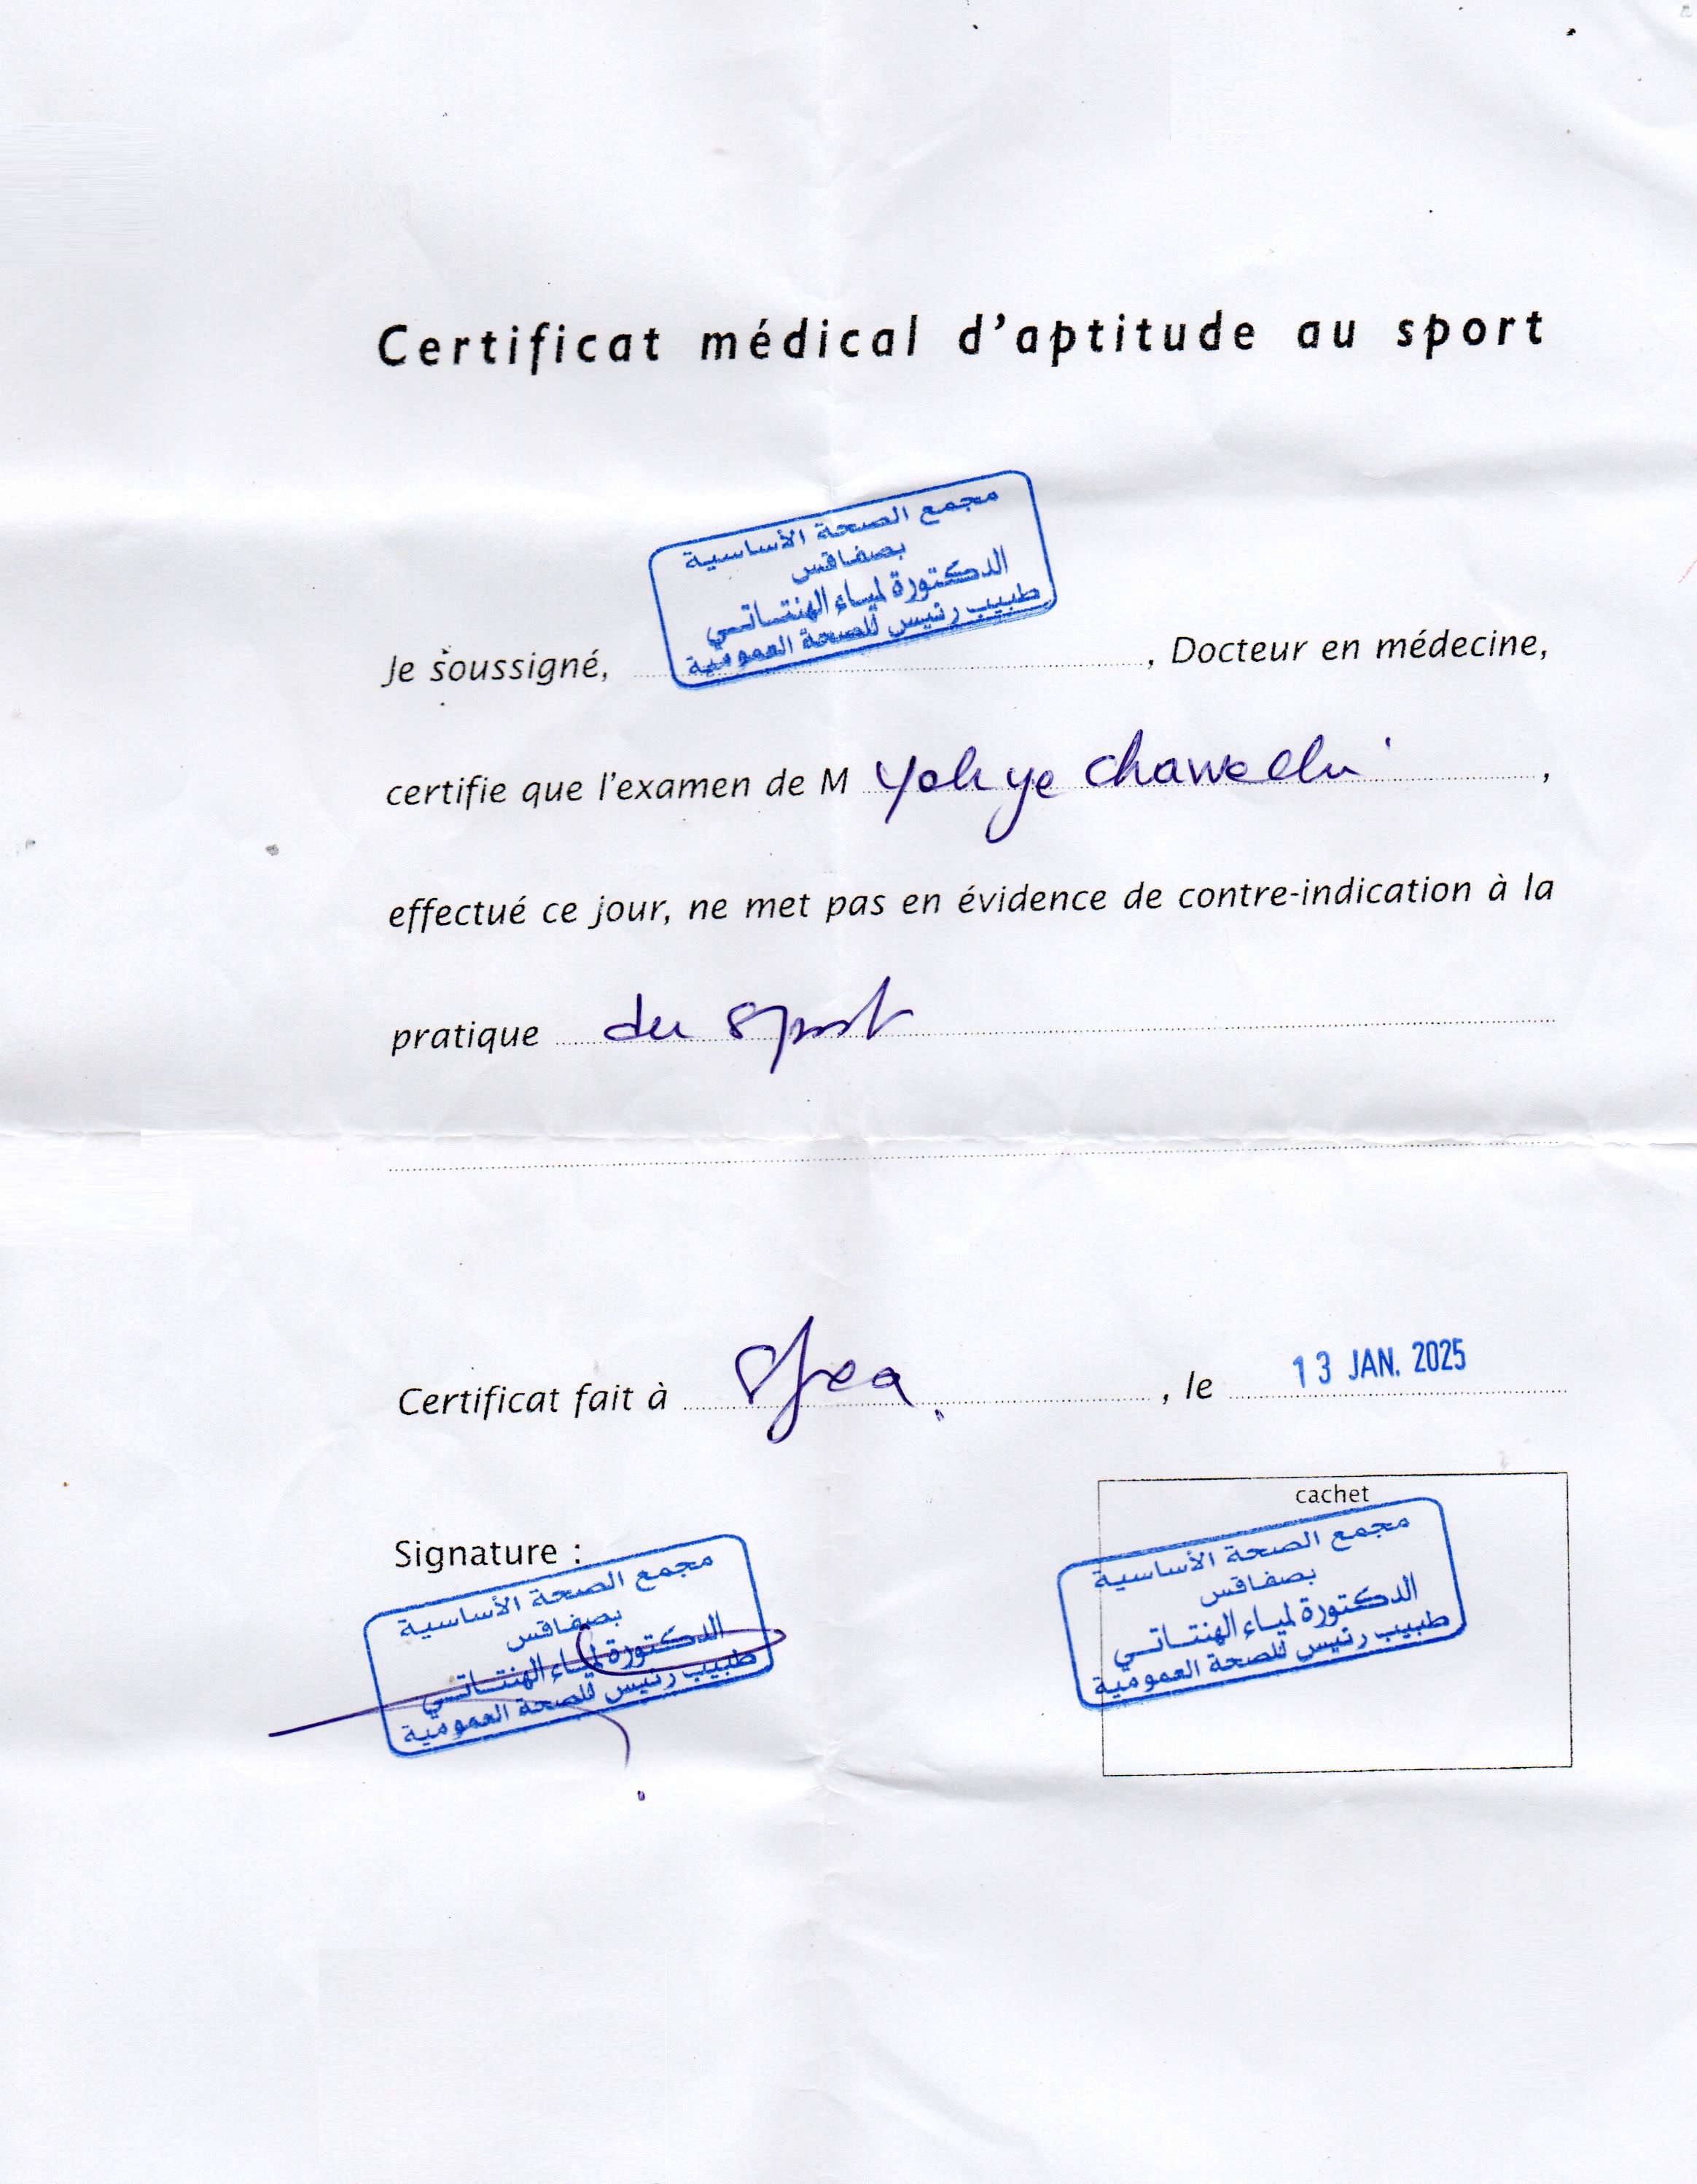 Certificat médical d'aptitude au sport
مجمع الصحة الأساسية
بصفاقس
الدكتورة لمياء الهنتاتي
طبيب رئيس للصحة العمومية
Je soussigné, ........ , Docteur en médecine,
certifie que l'examen de M Yahya ,
effectué ce jour, ne met pas en évidence de contre-indication à la
pratique du sport
Certificat fait à , le 13 JAN. 2025
Signature :
مجمع الصحة الأساسية
بصفاقس
الدكتورة لمياء الهنتاتي
طبيب رئيس للصحة العمومية
cachet
مجمع الصحة الأساسية
بصفاقس
الدكتورة لمياء الهنتاتي
طبيب رئيس للصحة العمومية